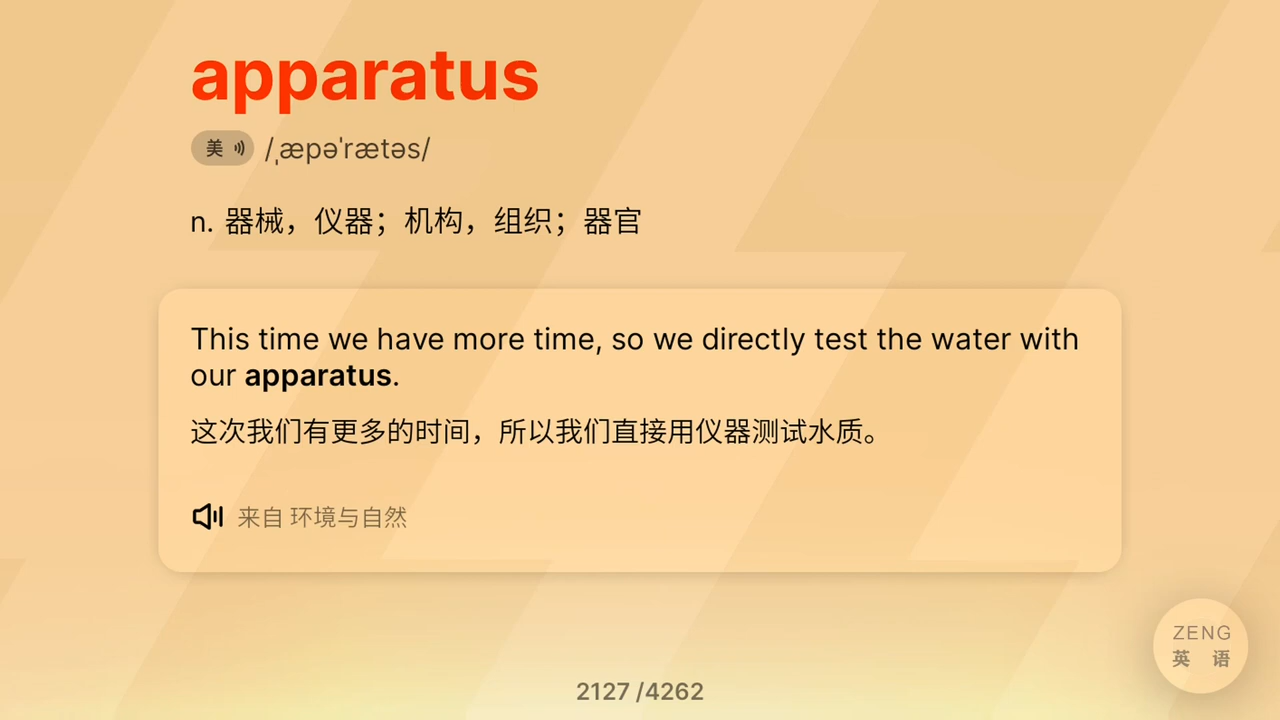 apparatus
美 /ˌæpəˈrætəs/
n. 器械，仪器；机构，组织；器官
This time we have more time, so we directly test the water with
our apparatus.
这次我们有更多的时间，所以我们直接用仪器测试水质。
来自 环境与自然
ZENG
英 语
2127 /4262